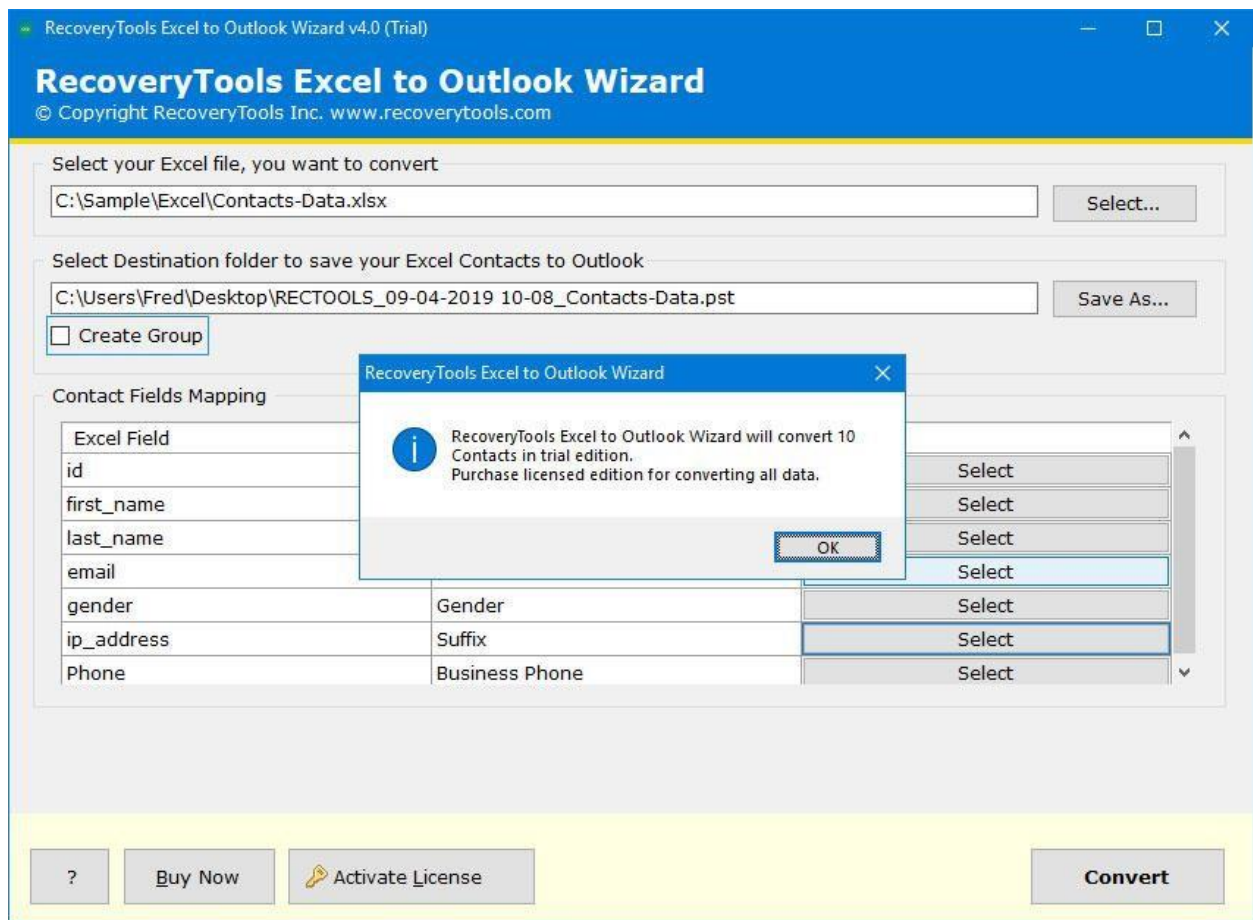 RecoveryTools Excel to Outlook Wizard v4.0 (Trial)
RecoveryTools Excel to Outlook Wizard
© Copyright RecoveryTools Inc. www.recoverytools.com
Select your Excel file, you want to convert
C:\Sample\Excel\Contacts-Data.xlsx
Select...
Select Destination folder to save your Excel Contacts to Outlook
C:\Users\Fred\Desktop\RECTOOLS_09-04-2019 10-08_Contacts-Data.pst
Save As...
Create Group
RecoveryTools Excel to Outlook Wizard
RecoveryTools Excel to Outlook Wizard will convert 10
Contacts in trial edition.
Purchase licensed edition for converting all data.
OK
Contact Fields Mapping
Excel Field
id
Select
first_name
Select
last_name
Select
email
Select
gender
Gender
Select
ip_address
Suffix
Select
Phone
Business Phone
Select
?
Buy Now
Activate License
Convert